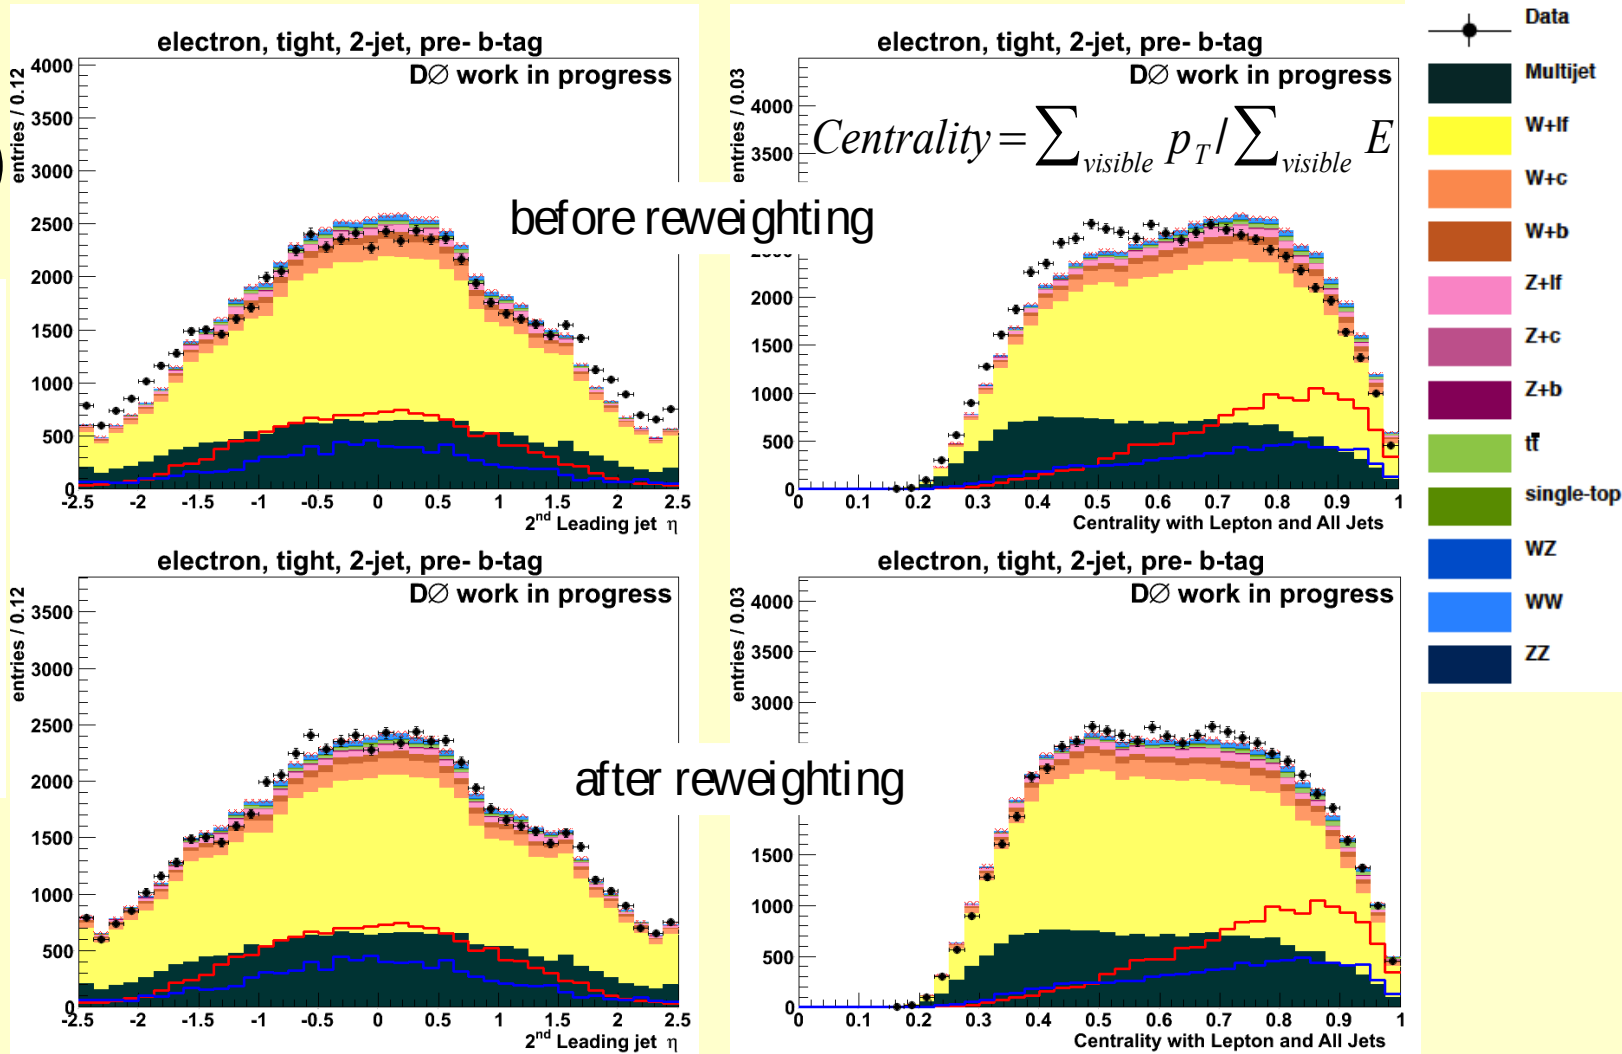 electron, tight, 2-jet, pre- b-tag
DØ work in progress
entries / 0.12
4000
3500
3000
2500
2000
1500
1000
500
0
-2.5 -2 -1.5 -1 -0.5 0 0.5 1 1.5 2 2.5
2nd Leading jet η
electron, tight, 2-jet, pre- b-tag
DØ work in progress
entries / 0.03
Centrality = ∑visible pT / ∑visible E
4000
3500
2000
1500
1000
500
0
0 0.1 0.2 0.3 0.4 0.5 0.6 0.7 0.8 0.9 1
Centrality with Lepton and All Jets
before reweighting
electron, tight, 2-jet, pre- b-tag
DØ work in progress
entries / 0.12
3500
3000
2500
2000
1500
1000
500
0
-2.5 -2 -1.5 -1 -0.5 0 0.5 1 1.5 2 2.5
2nd Leading jet η
electron, tight, 2-jet, pre- b-tag
DØ work in progress
entries / 0.03
4000
3500
3000
1500
1000
500
0
0 0.1 0.2 0.3 0.4 0.5 0.6 0.7 0.8 0.9 1
Centrality with Lepton and All Jets
after reweighting
Data
Multijet
W+lf
W+c
W+b
Z+lf
Z+c
Z+b
tt̄
single-top
WZ
WW
ZZ